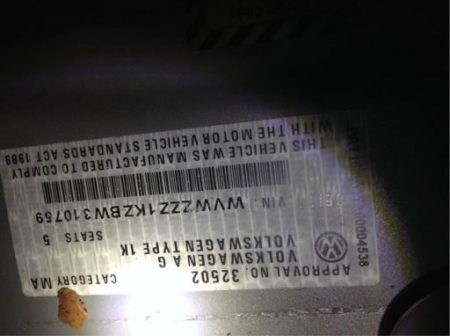 APPROVAL NO. 32502 CATEGORY MA
VOLKSWAGEN A G
VOLKSWAGEN TYPE 1K SEATS 5
VIN. WVWZZZ1KZBW310759
THIS VEHICLE WAS MANUFACTURED TO COMPLY
WITH THE MOTOR VEHICLE STANDARDS ACT 1989